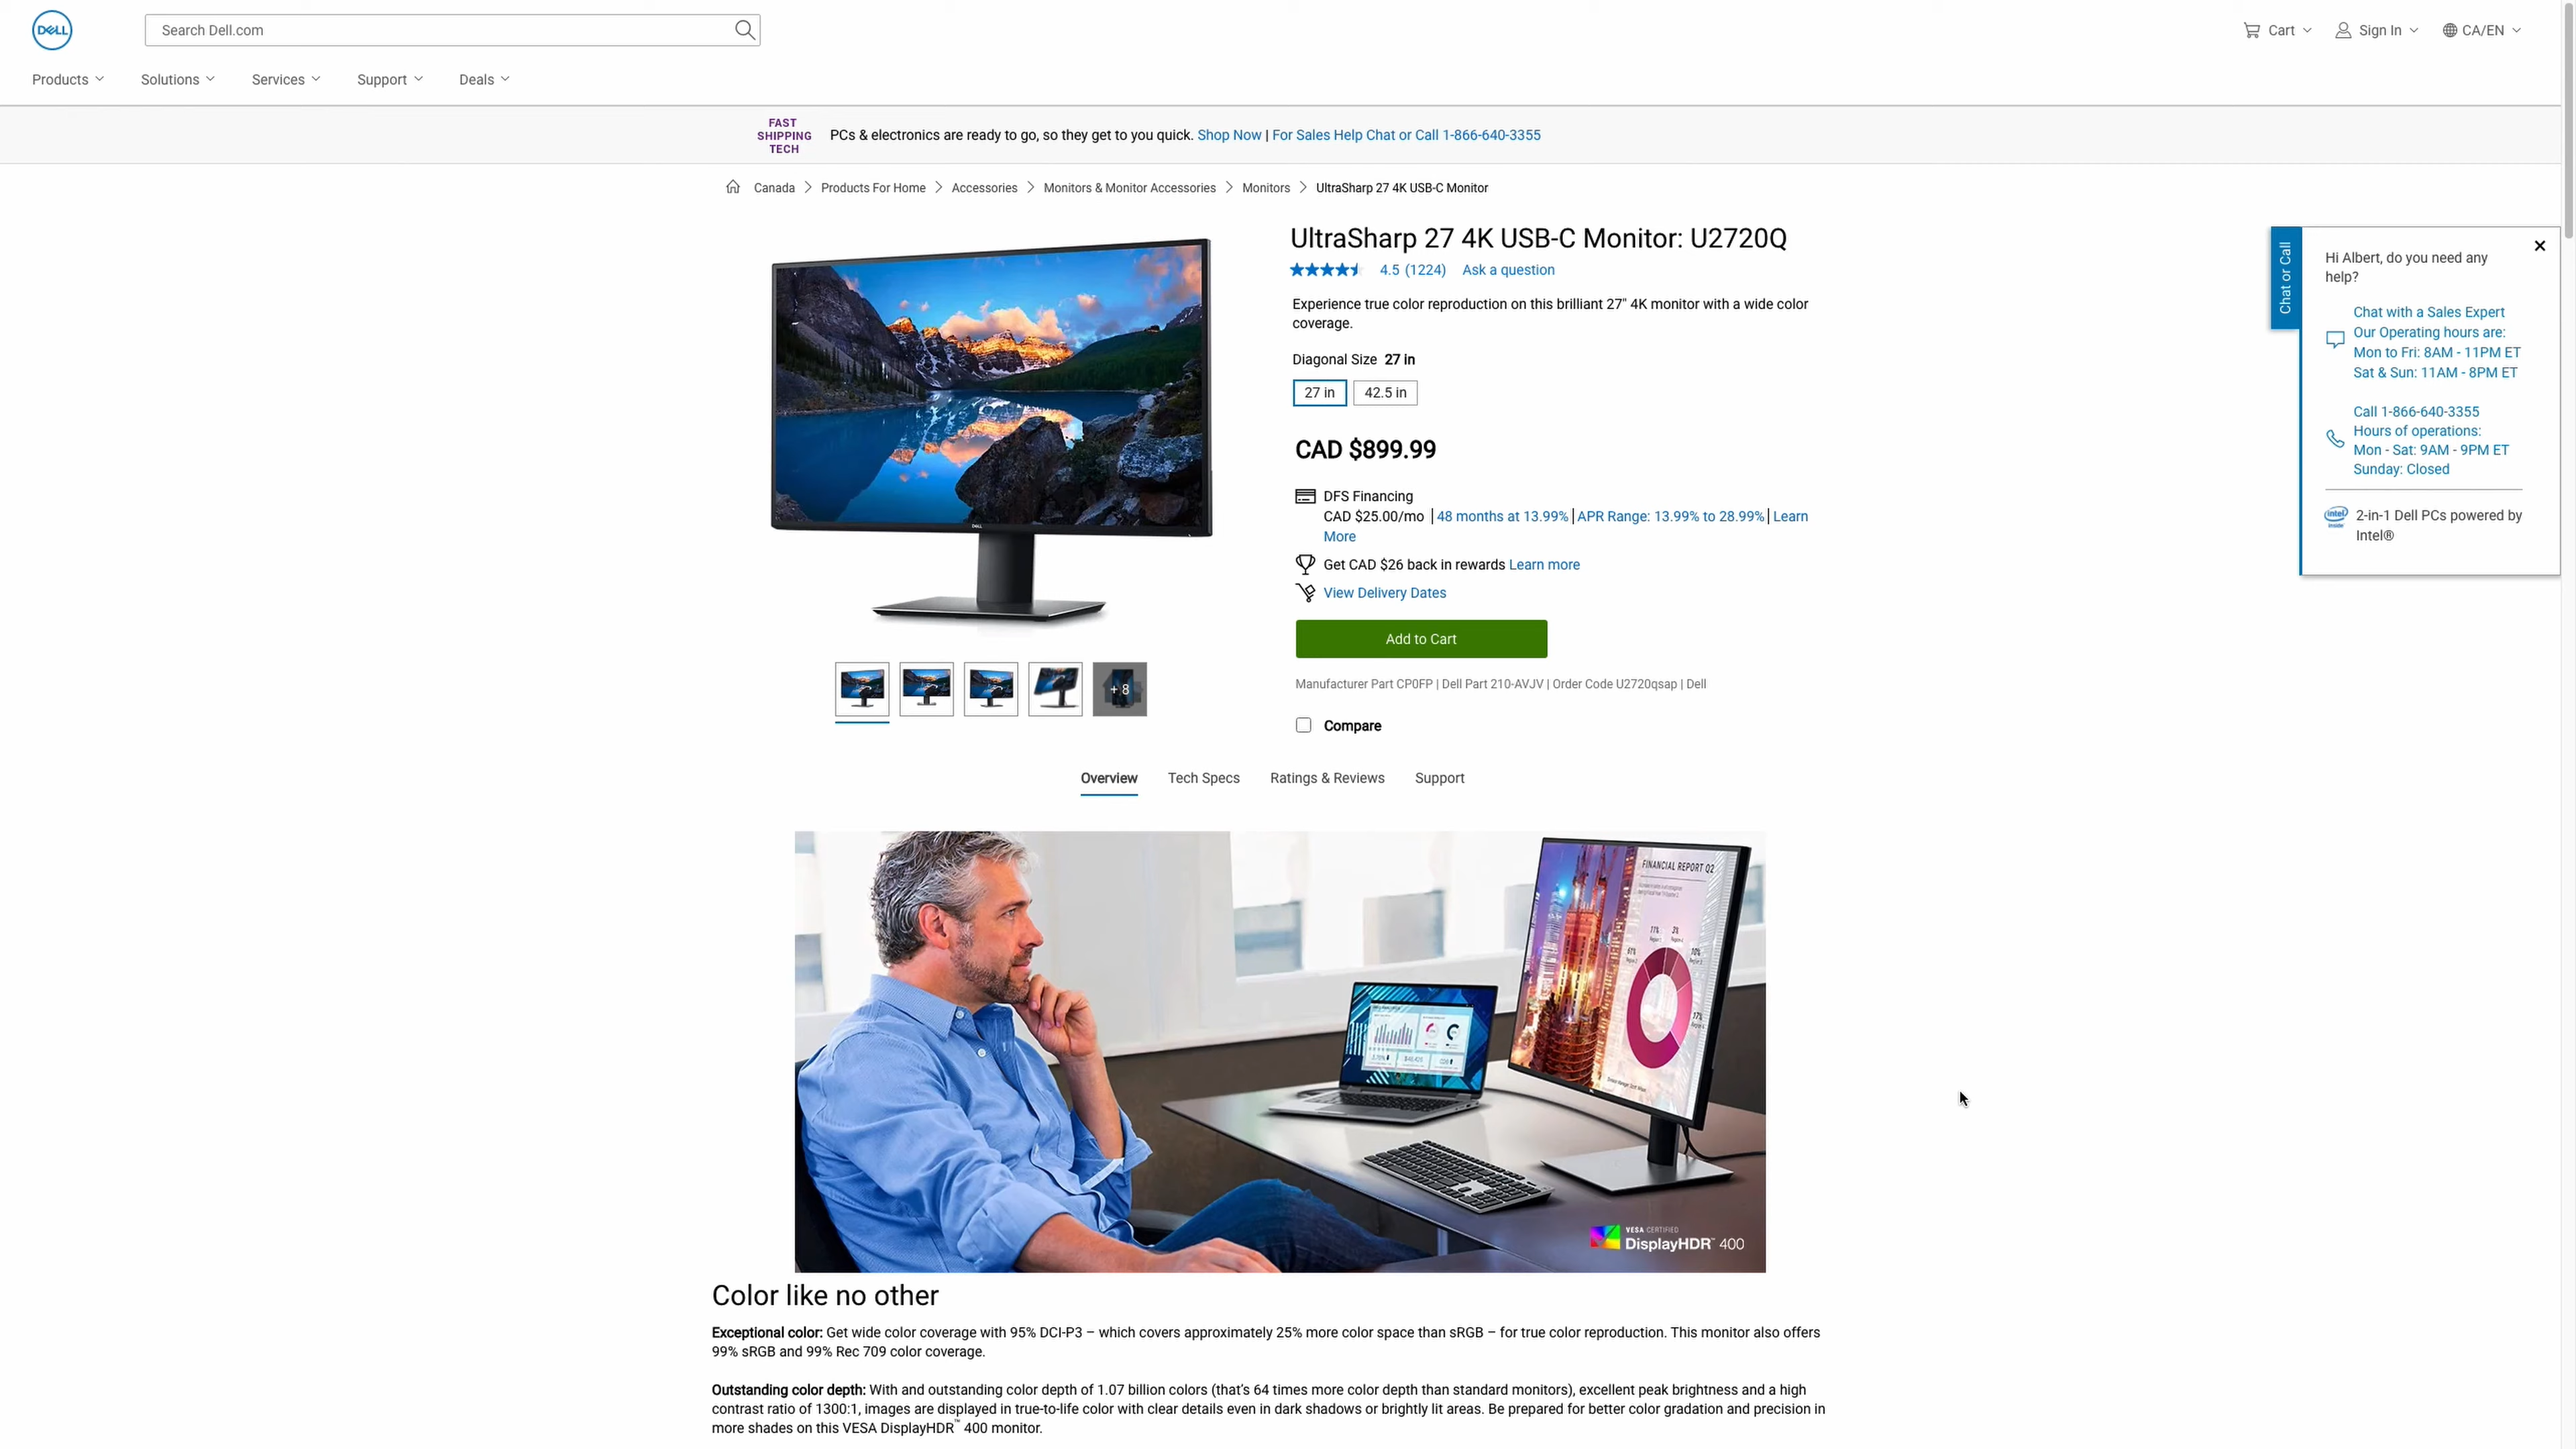 DELL
Search Dell.com
Cart
Sign In
CA/EN
Products
Solutions
Services
Support
Deals
FAST
SHIPPING
TECH
PCs & electronics are ready to go, so they get to you quick. Shop Now | For Sales Help Chat or Call 1-866-640-3355
Canada > Products For Home > Accessories > Monitors & Monitor Accessories > Monitors > UltraSharp 27 4K USB-C Monitor
UltraSharp 27 4K USB-C Monitor: U2720Q
4.5 (1224) Ask a question
Experience true color reproduction on this brilliant 27" 4K monitor with a wide color
coverage.
Diagonal Size 27 in
27 in
42.5 in
CAD $899.99
DFS Financing
CAD $25.00/mo | 48 months at 13.99% | APR Range: 13.99% to 28.99% | Learn
More
Get CAD $26 back in rewards Learn more
View Delivery Dates
Add to Cart
Manufacturer Part CP0FP | Dell Part 210-AVJV | Order Code U2720qsap | Dell
Compare
+ 8
Chat or Call
Hi Albert, do you need any
help?
Chat with a Sales Expert
Our Operating hours are:
Mon to Fri: 8AM - 11PM ET
Sat & Sun: 11AM - 8PM ET
Call 1-866-640-3355
Hours of operations:
Mon - Sat: 9AM - 9PM ET
Sunday: Closed
intel
inside
2-in-1 Dell PCs powered by
Intel®
Overview
Tech Specs
Ratings & Reviews
Support
FINANCIAL REPORT Q2
VESA CERTIFIED
DisplayHDR™ 400
Color like no other
Exceptional color: Get wide color coverage with 95% DCI-P3 – which covers approximately 25% more color space than sRGB – for true color reproduction. This monitor also offers
99% sRGB and 99% Rec 709 color coverage.
Outstanding color depth: With and outstanding color depth of 1.07 billion colors (that's 64 times more color depth than standard monitors), excellent peak brightness and a high
contrast ratio of 1300:1, images are displayed in true-to-life color with clear details even in dark shadows or brightly lit areas. Be prepared for better color gradation and precision in
more shades on this VESA DisplayHDR™ 400 monitor.